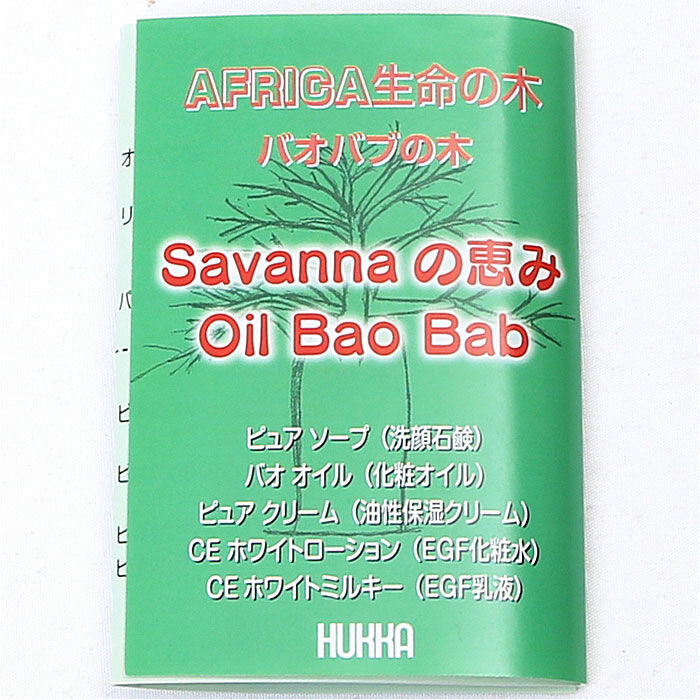 AFRICA生命の木
バオバブの木
Savannaの恵み
Oil Bao Bab
ピュア ソープ（洗顔石鹸）
バオ オイル（化粧オイル）
ピュア クリーム（油性保湿クリーム）
CE ホワイトローション（EGF化粧水）
CE ホワイトミルキー（EGF乳液）
HUKKA
オ
リ